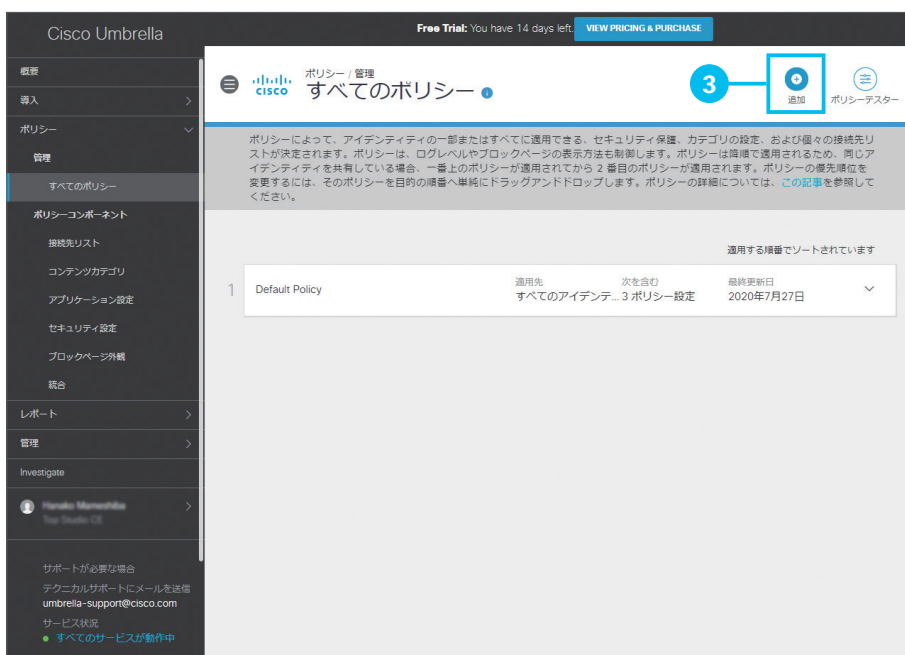 Cisco Umbrella
Free Trial: You have 14 days left. VIEW PRICING & PURCHASE
概要
導入
ポリシー
管理
すべてのポリシー
ポリシーコンポーネント
接続先リスト
コンテンツカテゴリ
アプリケーション設定
セキュリティ設定
ブロックページ外観
統合
レポート
管理
Investigate
サポートが必要な場合
テクニカルサポートにメールを送信
umbrella-support@cisco.com
サービス状況
すべてのサービスが動作中
cisco
ポリシー / 管理
すべてのポリシー
3
追加
ポリシーテスター
ポリシーによって、アイデンティティの一部またはすべてに適用できる、セキュリティ保護、カテゴリの設定、および個々の接続先リ
ストが決定されます。ポリシーは、ログレベルやブロックページの表示方法も制御します。ポリシーは降順で適用されるため、同じア
イデンティティを共有している場合、一番上のポリシーが適用されてから 2 番目のポリシーが適用されます。ポリシーの優先順位を
変更するには、そのポリシーを目的の順番へ単純にドラッグアンドドロップします。ポリシーの詳細については、この記事を参照して
ください。
適用する順番でソートされています
1 Default Policy
適用先 次を含む 最終更新日
すべてのアイデンテ... 3 ポリシー設定 2020年7月27日